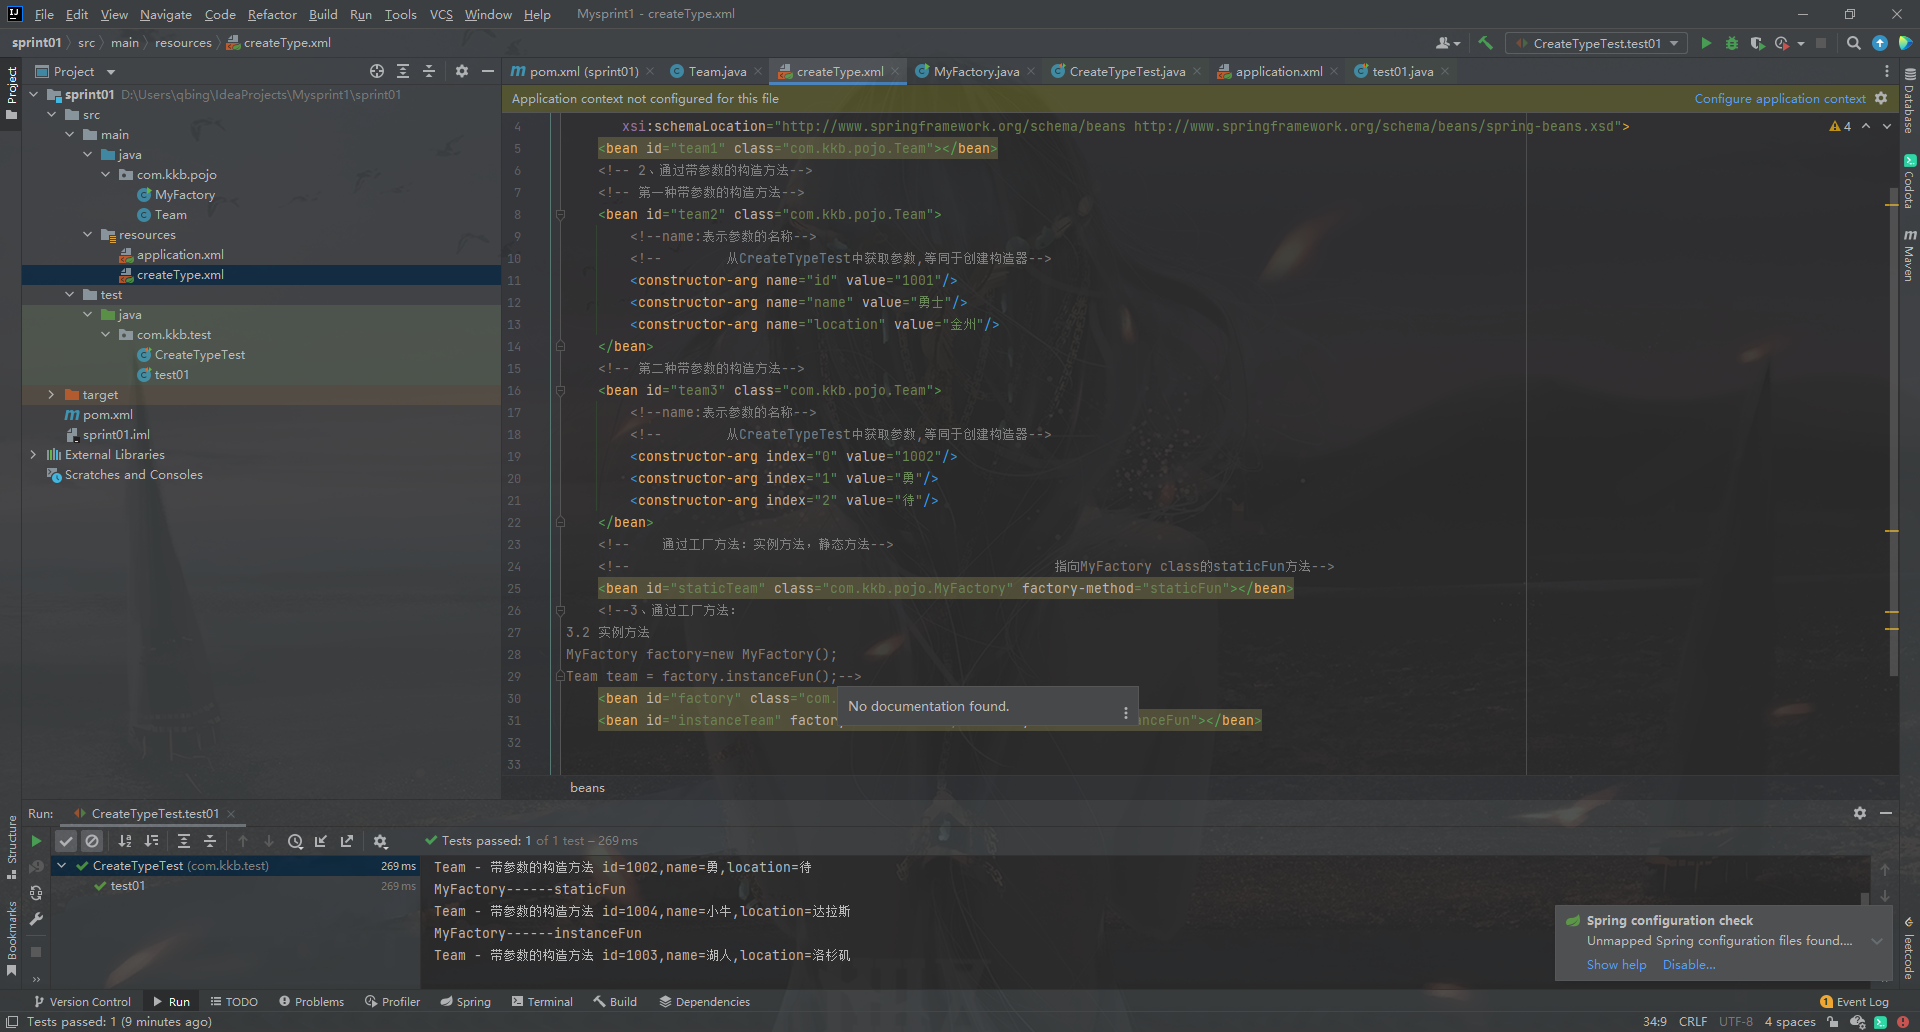 File Edit View Navigate Code Refactor Build Run Tools VCS Window Help Mysprint1 - createType.xml
sprint01 src main resources createType.xml CreateTypeTest.test01
Project
Project
sprint01 D:\Users\qbing\IdeaProjects\Mysprint1\sprint01
src
main
java
com.kkb.pojo
MyFactory
Team
resources
application.xml
createType.xml
test
java
com.kkb.test
CreateTypeTest
test01
target
pom.xml
sprint01.iml
External Libraries
Scratches and Consoles
pom.xml (sprint01) Team.java createType.xml MyFactory.java CreateTypeTest.java application.xml test01.java
Application context not configured for this file Configure application context
4 xsi:schemaLocation="http://www.springframework.org/schema/beans http://www.springframework.org/schema/beans/spring-beans.xsd"> 4
5 <bean id="team1" class="com.kkb.pojo.Team"></bean>
6 <!-- 2、通过带参数的构造方法-->
7 <!-- 第一种带参数的构造方法-->
8 <bean id="team2" class="com.kkb.pojo.Team">
9 <!--name:表示参数的名称-->
10 <!-- 从CreateTypeTest中获取参数,等同于创建构造器-->
11 <constructor-arg name="id" value="1001"/>
12 <constructor-arg name="name" value="勇士"/>
13 <constructor-arg name="location" value="金州"/>
14 </bean>
15 <!-- 第二种带参数的构造方法-->
16 <bean id="team3" class="com.kkb.pojo.Team">
17 <!--name:表示参数的名称-->
18 <!-- 从CreateTypeTest中获取参数,等同于创建构造器-->
19 <constructor-arg index="0" value="1002"/>
20 <constructor-arg index="1" value="勇"/>
21 <constructor-arg index="2" value="待"/>
22 </bean>
23 <!-- 通过工厂方法：实例方法，静态方法-->
24 <!-- 指向MyFactory class的staticFun方法-->
25 <bean id="staticTeam" class="com.kkb.pojo.MyFactory" factory-method="staticFun"></bean>
26 <!--3、通过工厂方法：
27 3.2 实例方法
28 MyFactory factory=new MyFactory();
29 Team team = factory.instanceFun();-->
30 <bean id="factory" class="com.
No documentation found.
31 <bean id="instanceTeam" factor nceFun"></bean>
32
33
beans
Database
Codota
Maven
leetcode
Structure
Bookmarks
Run: CreateTypeTest.test01
Tests passed: 1 of 1 test – 269 ms
CreateTypeTest (com.kkb.test) 269 ms
test01 269 ms
Team - 带参数的构造方法 id=1002,name=勇,location=待
MyFactory------staticFun
Team - 带参数的构造方法 id=1004,name=小牛,location=达拉斯
MyFactory------instanceFun
Team - 带参数的构造方法 id=1003,name=湖人,location=洛杉矶
Spring configuration check
Unmapped Spring configuration files found....
Show help Disable...
Version Control Run TODO Problems Profiler Spring Terminal Build Dependencies 1 Event Log
Tests passed: 1 (9 minutes ago) 34:9 CRLF UTF-8 4 spaces